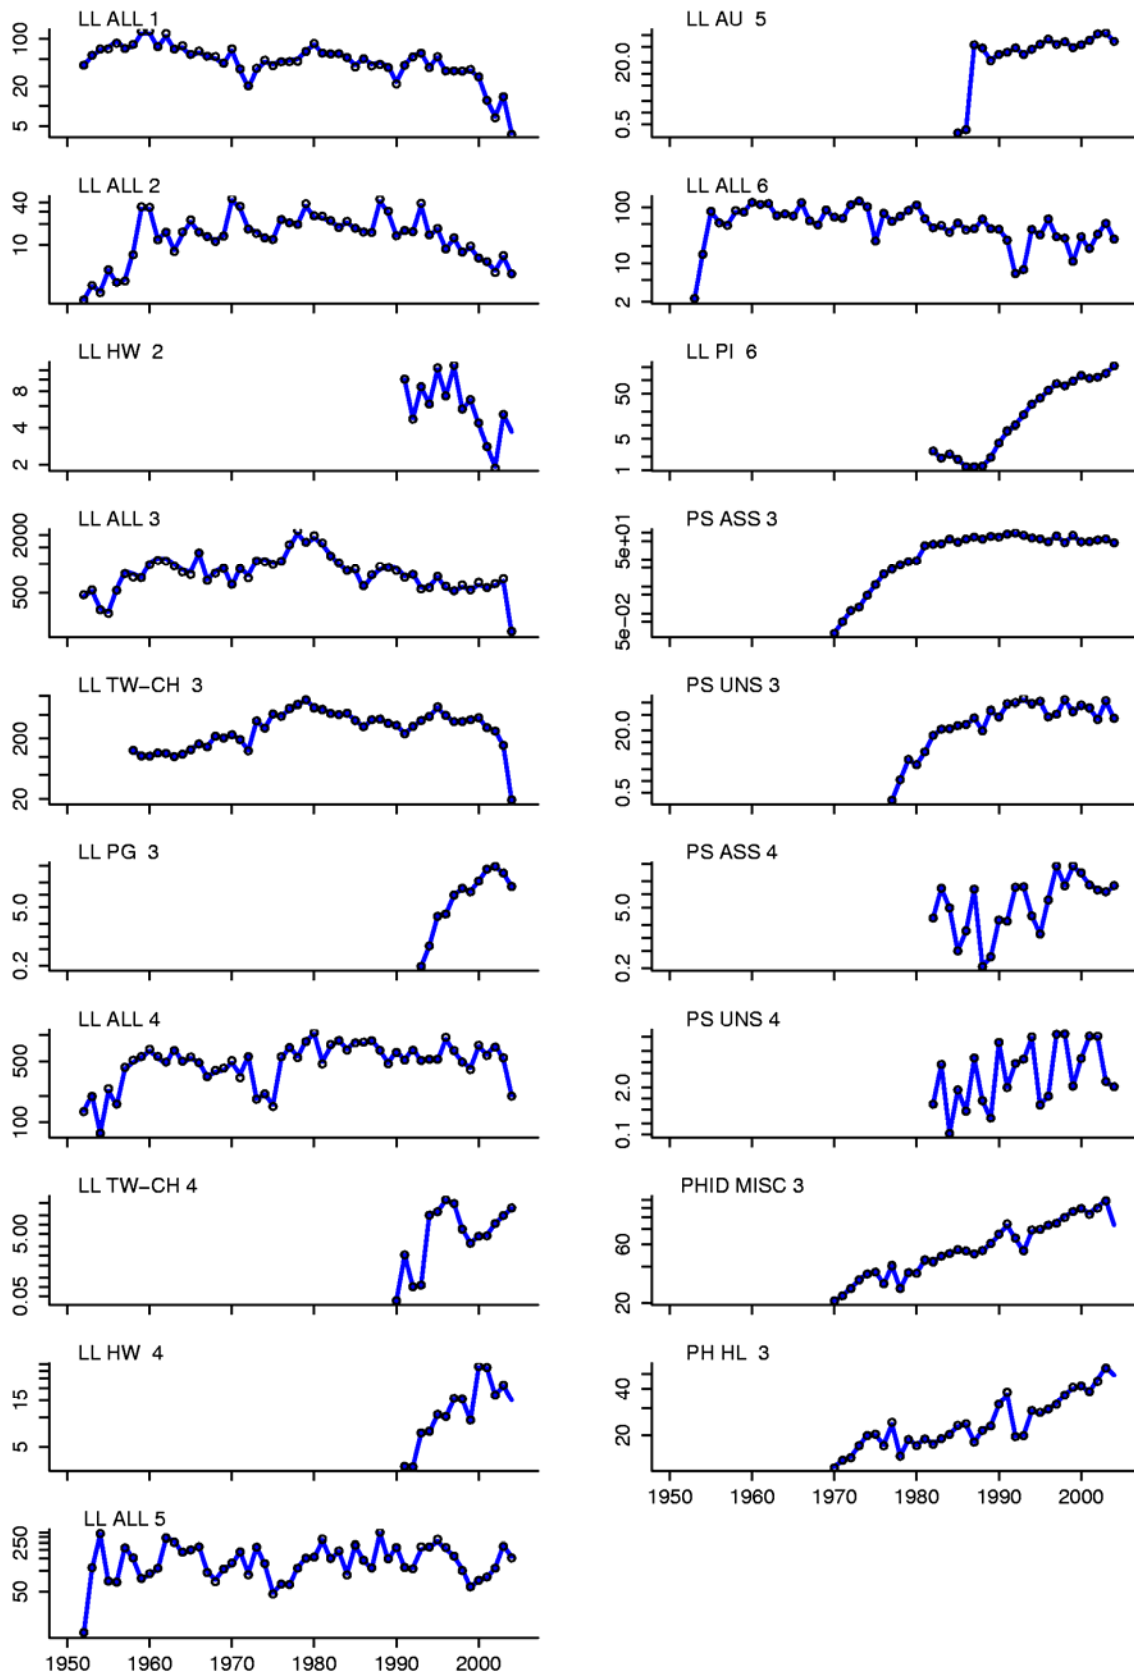 LL ALL 1
100
20
5
LL ALL 2
40
10
LL HW 2
8
4
2
LL ALL 3
2000
500
LL TW-CH 3
200
20
LL PG 3
5.0
0.2
LL ALL 4
500
100
LL TW-CH 4
5.00
0.05
LL HW 4
15
5
LL ALL 5
250
50
1950 1960 1970 1980 1990 2000
LL AU 5
20.0
0.5
LL ALL 6
100
10
2
LL PI 6
50
5
1
PS ASS 3
5e+01
5e-02
PS UNS 3
20.0
0.5
PS ASS 4
5.0
0.2
PS UNS 4
2.0
0.1
PHID MISC 3
60
20
PH HL 3
40
20
1950 1960 1970 1980 1990 2000